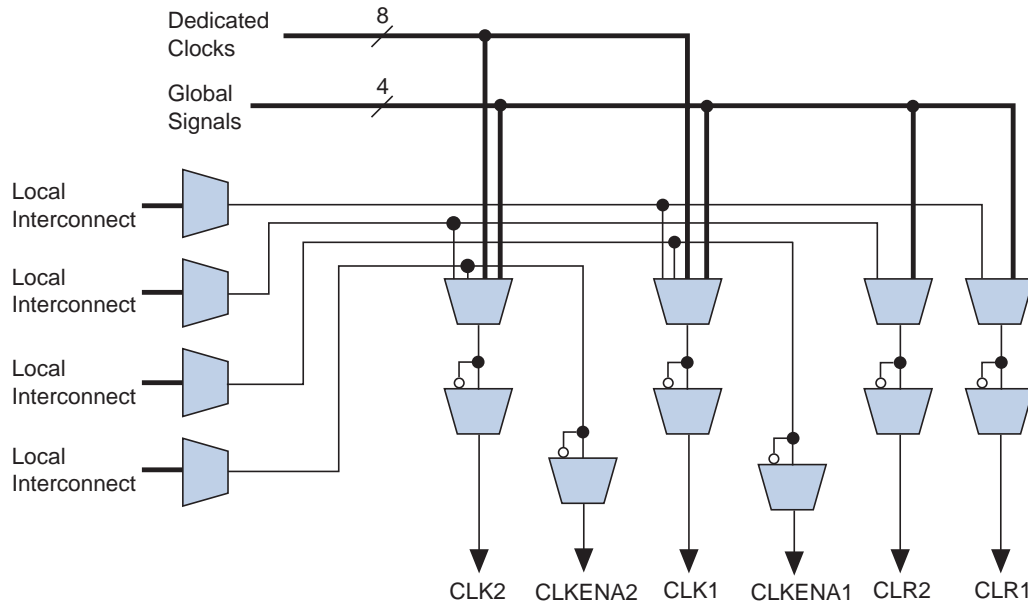 Dedicated
Clocks
8
Global
Signals
4
Local
Interconnect
Local
Interconnect
Local
Interconnect
Local
Interconnect
CLK2
CLKENA2
CLK1
CLKENA1
CLR2
CLR1